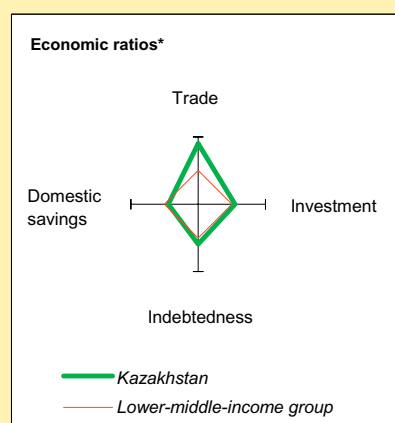 Economic ratios*
Trade
Domestic
savings
Investment
Indebtedness
Kazakhstan
Lower-middle-income group